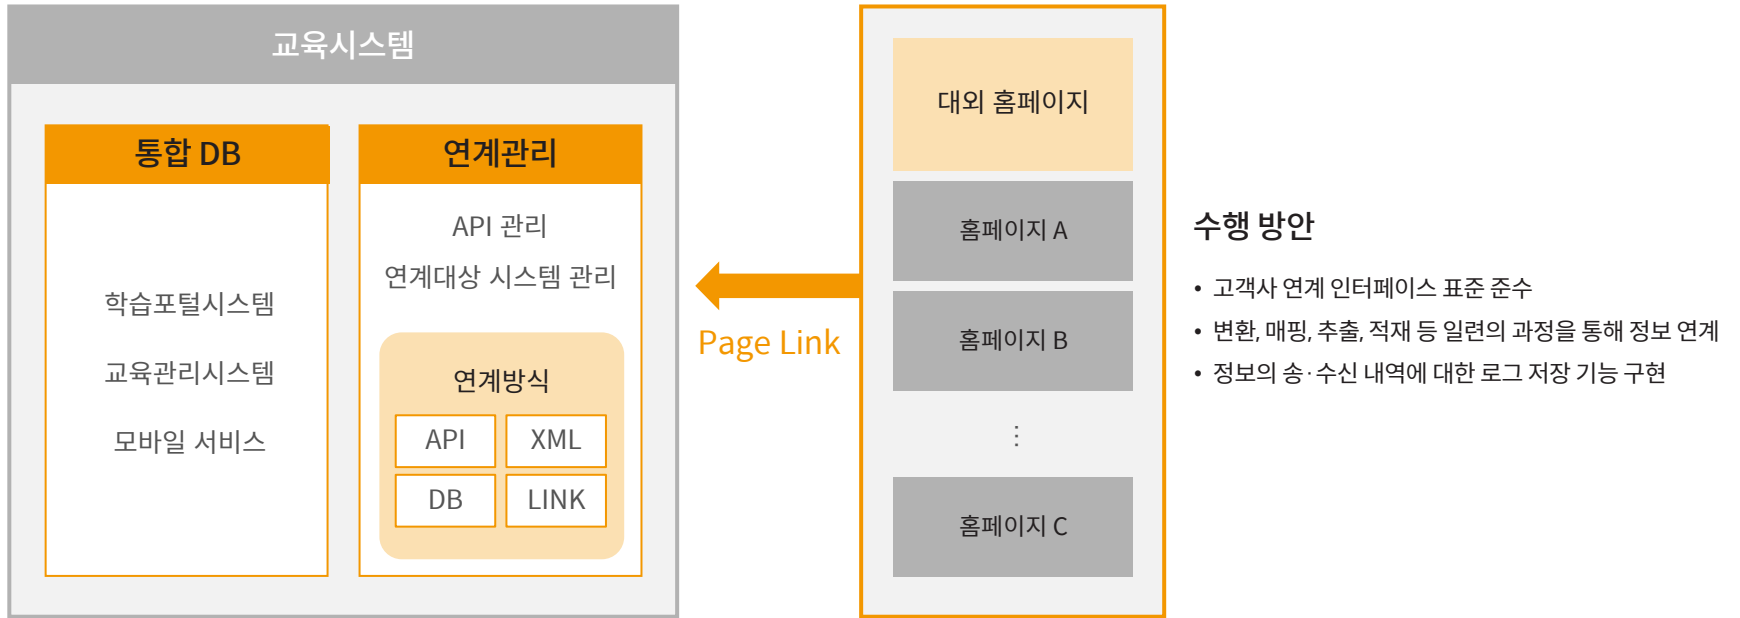 교육시스템
통합 DB
학습포털시스템
교육관리시스템
모바일 서비스
연계관리
API 관리
연계대상 시스템 관리
연계방식
API
XML
DB
LINK
Page Link
대외 홈페이지
홈페이지 A
홈페이지 B
⋮
홈페이지 C
수행 방안
• 고객사 연계 인터페이스 표준 준수
• 변환, 매핑, 추출, 적재 등 일련의 과정을 통해 정보 연계
• 정보의 송·수신 내역에 대한 로그 저장 기능 구현